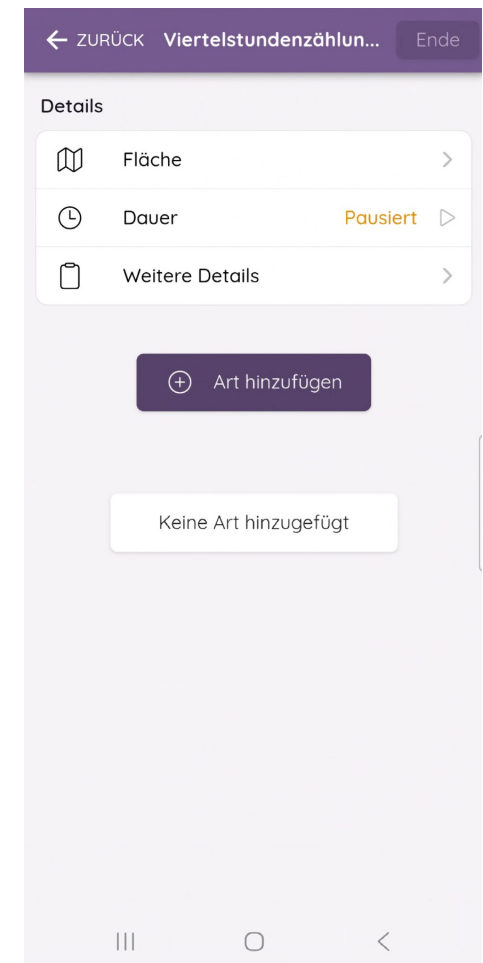 ← ZURÜCK Viertelstundenzählun... Ende
Details
Fläche
Dauer Pausiert
Weitere Details
Art hinzufügen
Keine Art hinzugefügt